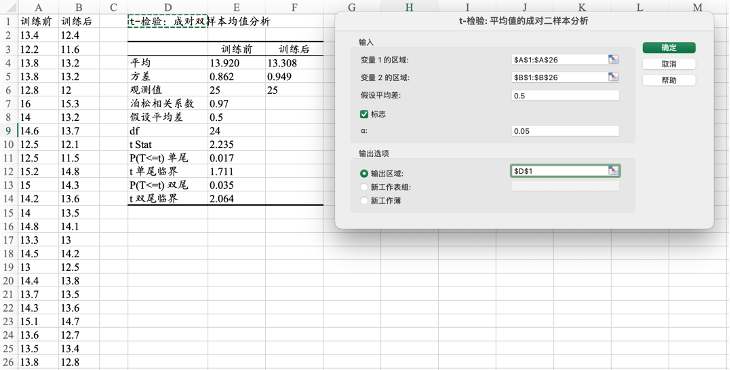 A B C D E F G H I J K L M
1 训练前 训练后 t-检验: 成对双样本均值分析
2 13.4 12.4
3 12.2 11.6 训练前 训练后
4 13.8 13.2 平均 13.920 13.308
5 13.8 13.2 方差 0.862 0.949
6 12.8 12 观测值 25 25
7 16 15.3 泊松相关系数 0.97
8 14 13.2 假设平均差 0.5
9 14.6 13.7 df 24
10 12.5 12.1 t Stat 2.235
11 12.5 11.5 P(T<=t) 单尾 0.017
12 15.2 14.8 t 单尾临界 1.711
13 15 14.3 P(T<=t) 双尾 0.035
14 14.2 13.6 t 双尾临界 2.064
15 14 13.5
16 14.8 14.1
17 13.3 13
18 14.5 14.2
19 13 12.5
20 14.4 13.8
21 13.7 13.5
22 14.3 13.6
23 15.1 14.7
24 13.6 12.7
25 13.5 13.4
26 13.8 12.8
t-检验: 平均值的成对二样本分析
输入
变量 1 的区域: $A$1:$A$26
变量 2 的区域: $B$1:$B$26
假设平均差: 0.5
标志
α: 0.05
输出选项
输出区域: $D$1
新工作表组:
新工作薄
确定
取消
帮助